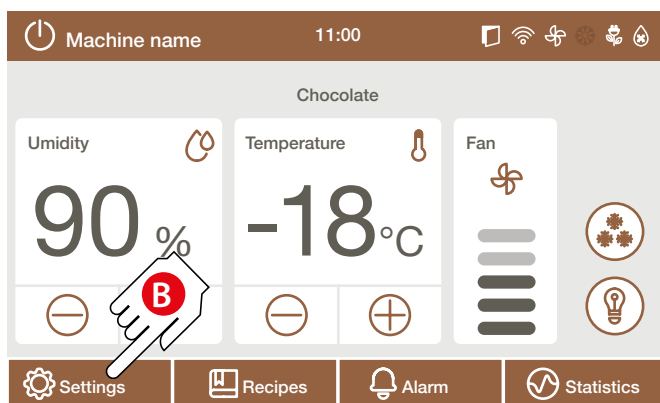 Machine name
11:00
Chocolate
Umidity
Temperature
Fan
90 %
-18°C
B
Settings
Recipes
Alarm
Statistics